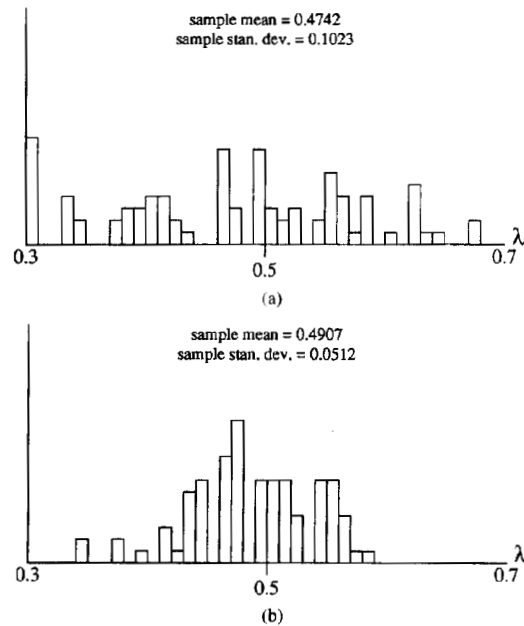 sample mean = 0.4742
sample stan. dev. = 0.1023
0.3
0.5
0.7
λ
(a)
sample mean = 0.4907
sample stan. dev. = 0.0512
0.3
0.5
0.7
λ
(b)